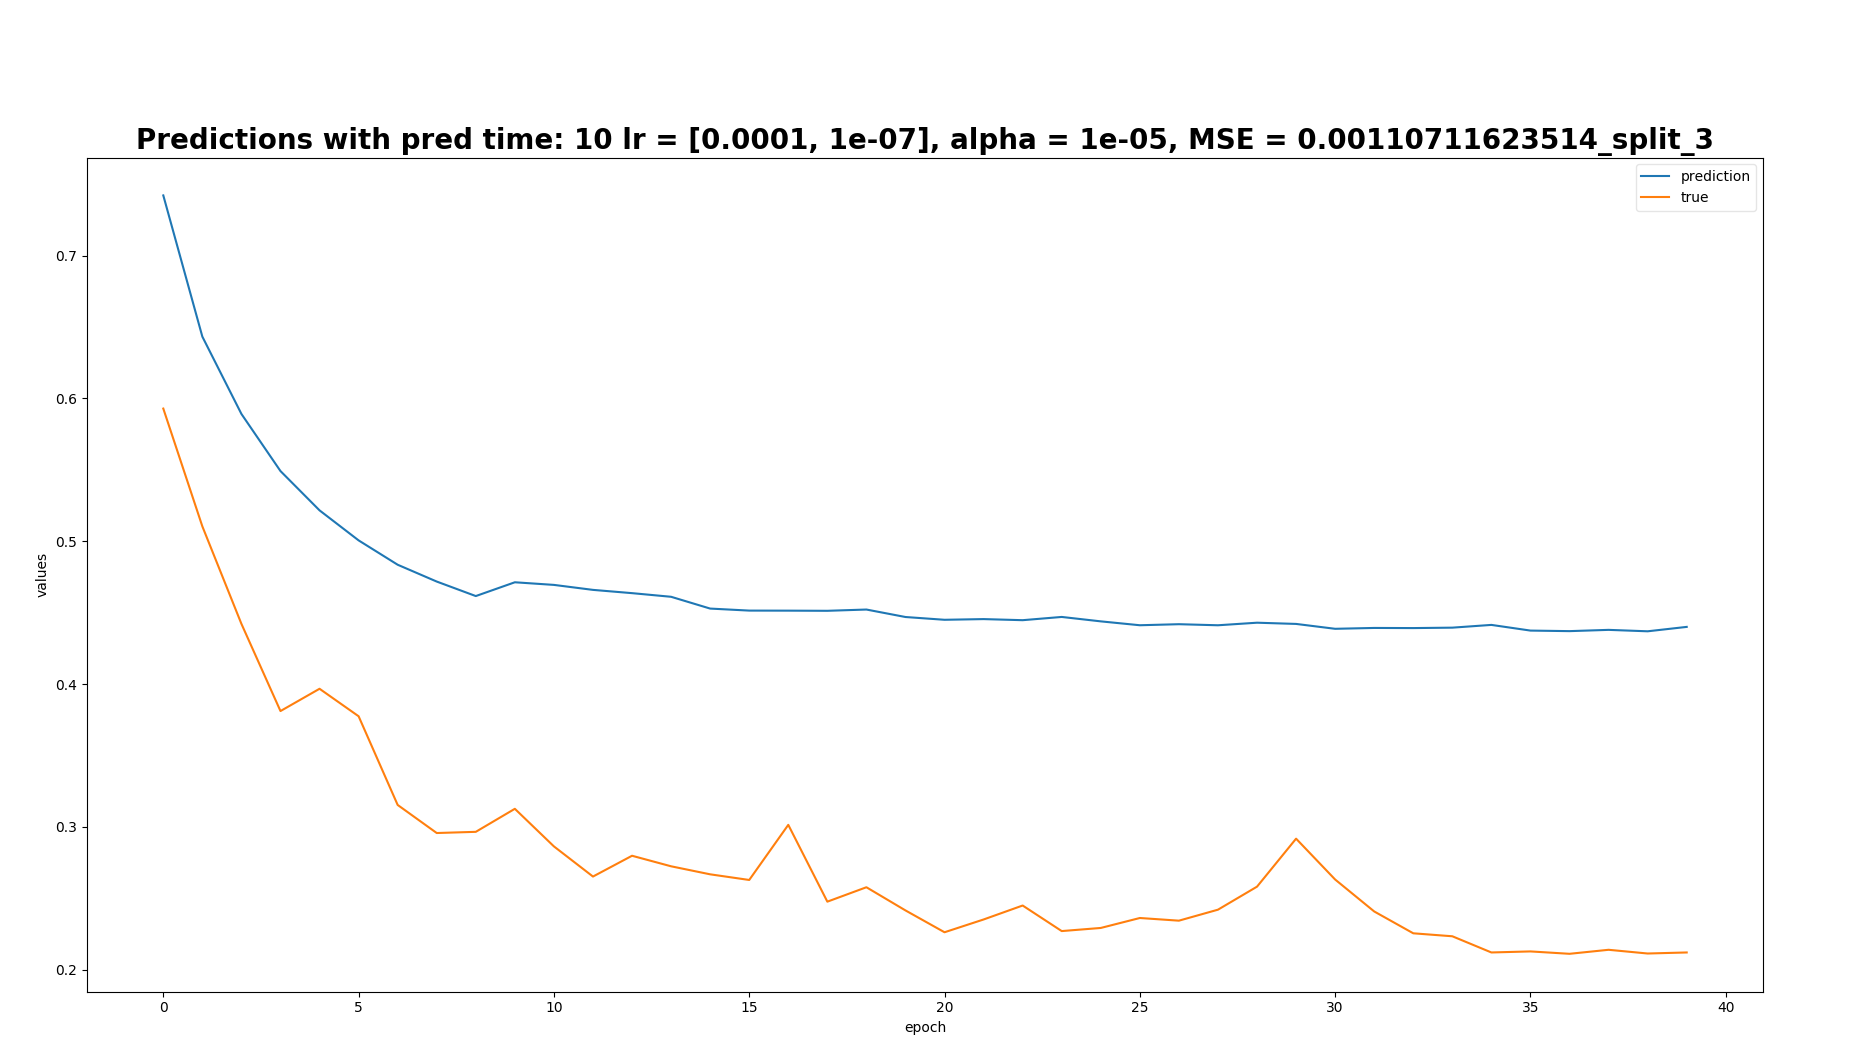 Predictions with pred time: 10 lr = [0.0001, 1e-07], alpha = 1e-05, MSE = 0.00110711623514_split_3
prediction
true
0.7
0.6
0.5
0.4
0.3
0.2
values
0 5 10 15 20 25 30 35 40
epoch